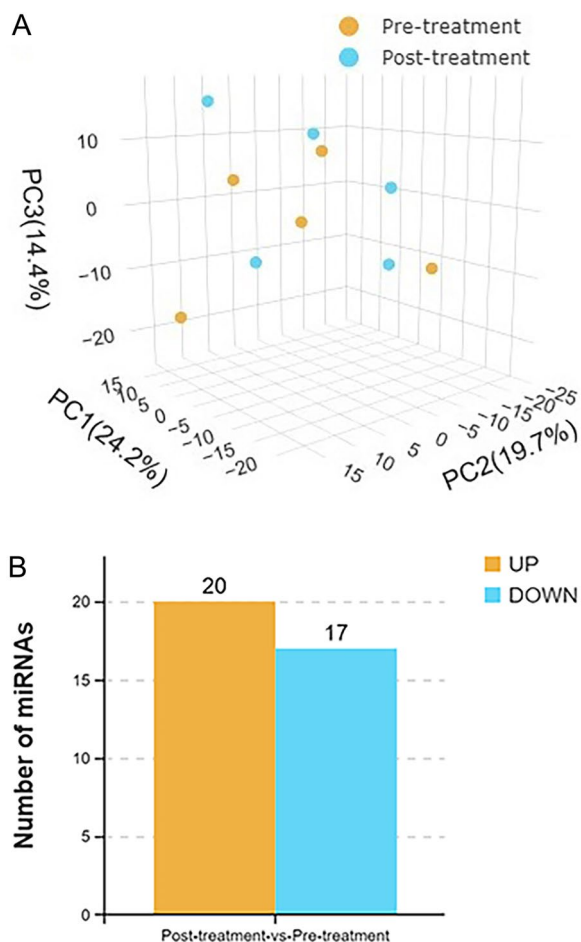 A
Pre-treatment
Post-treatment
PC3(14.4%)
10
0
−10
−20
PC1(24.2%)
15
10
5
0
−5
−10
−15
−20
PC2(19.7%)
15
10
5
0
−5
−10
−15
−20
−25
B
UP
DOWN
Number of miRNAs
20
15
10
5
0
20
17
Post-treatment-vs-Pre-treatment